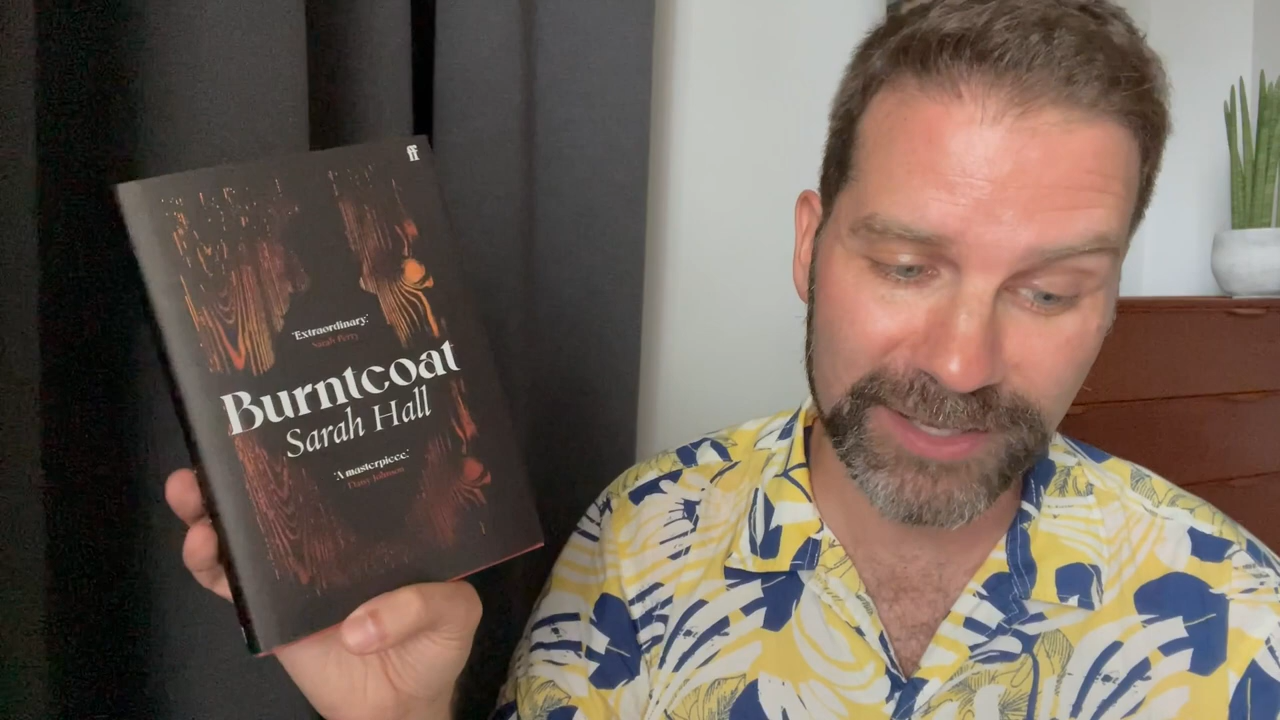 ff
'Extraordinary.'
Sarah Perry
Burntcoat
Sarah Hall
'A masterpiece.'
Daisy Johnson